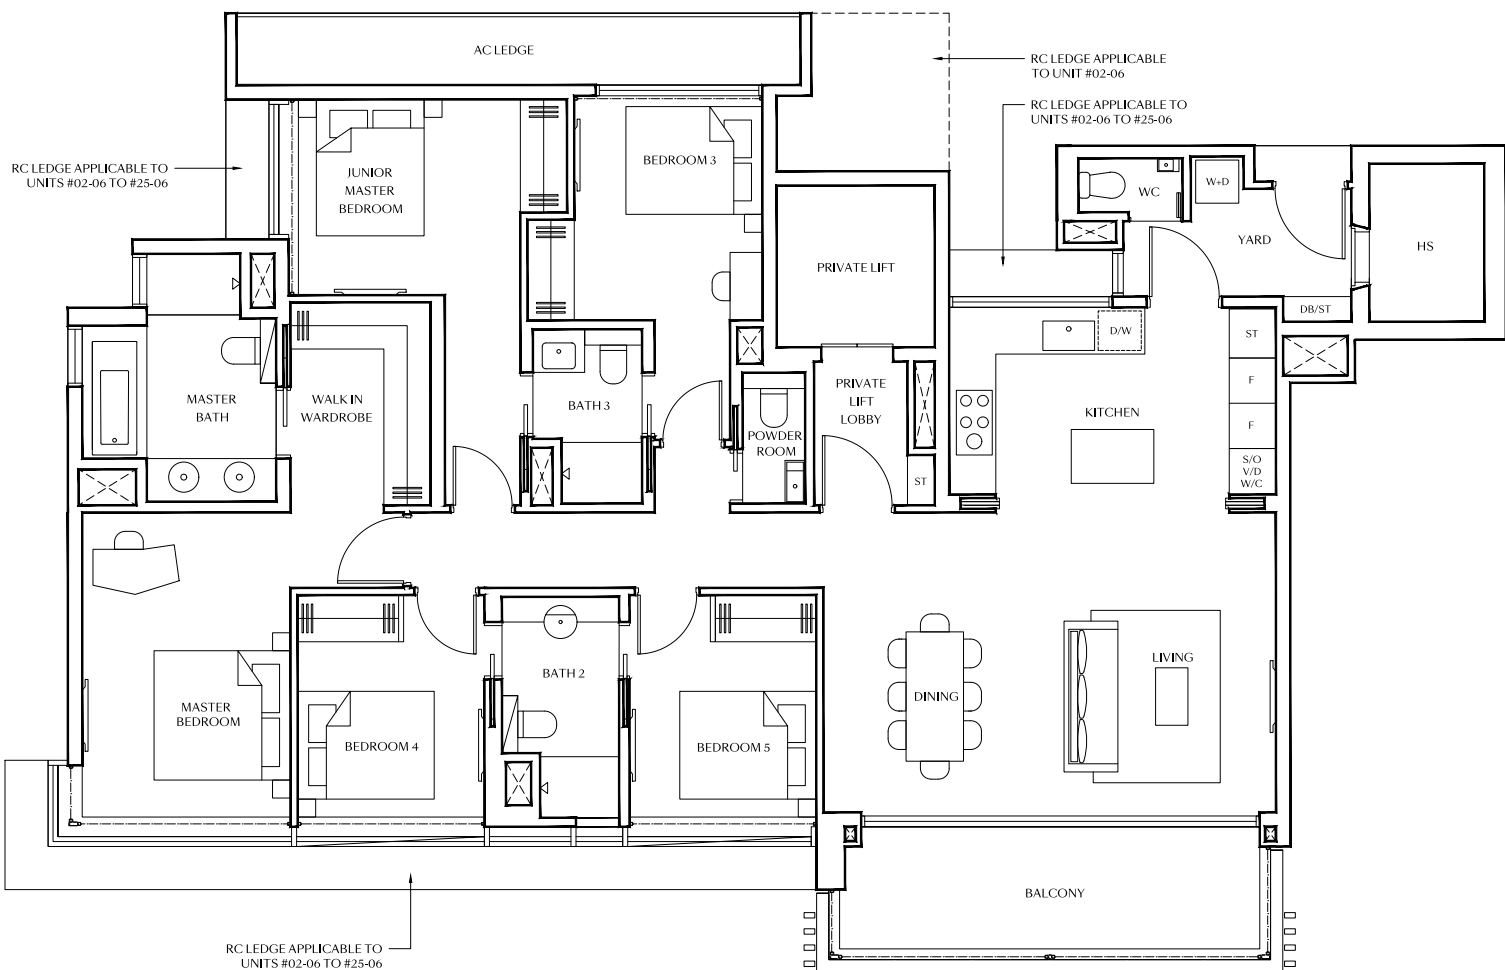 AC LEDGE
RC LEDGE APPLICABLE
TO UNIT #02-06
RC LEDGE APPLICABLE TO
UNITS #02-06 TO #25-06
RC LEDGE APPLICABLE TO
UNITS #02-06 TO #25-06
JUNIOR
MASTER
BEDROOM
BEDROOM 3
WC
W+D
YARD
HS
PRIVATE LIFT
DB/ST
D/W
ST
F
F
S/O
V/D
W/C
KITCHEN
MASTER
BATH
WALK IN
WARDROBE
BATH 3
POWDER
ROOM
PRIVATE
LIFT
LOBBY
ST
MASTER
BEDROOM
BEDROOM 4
BATH 2
BEDROOM 5
DINING
LIVING
BALCONY
RC LEDGE APPLICABLE TO
UNITS #02-06 TO #25-06